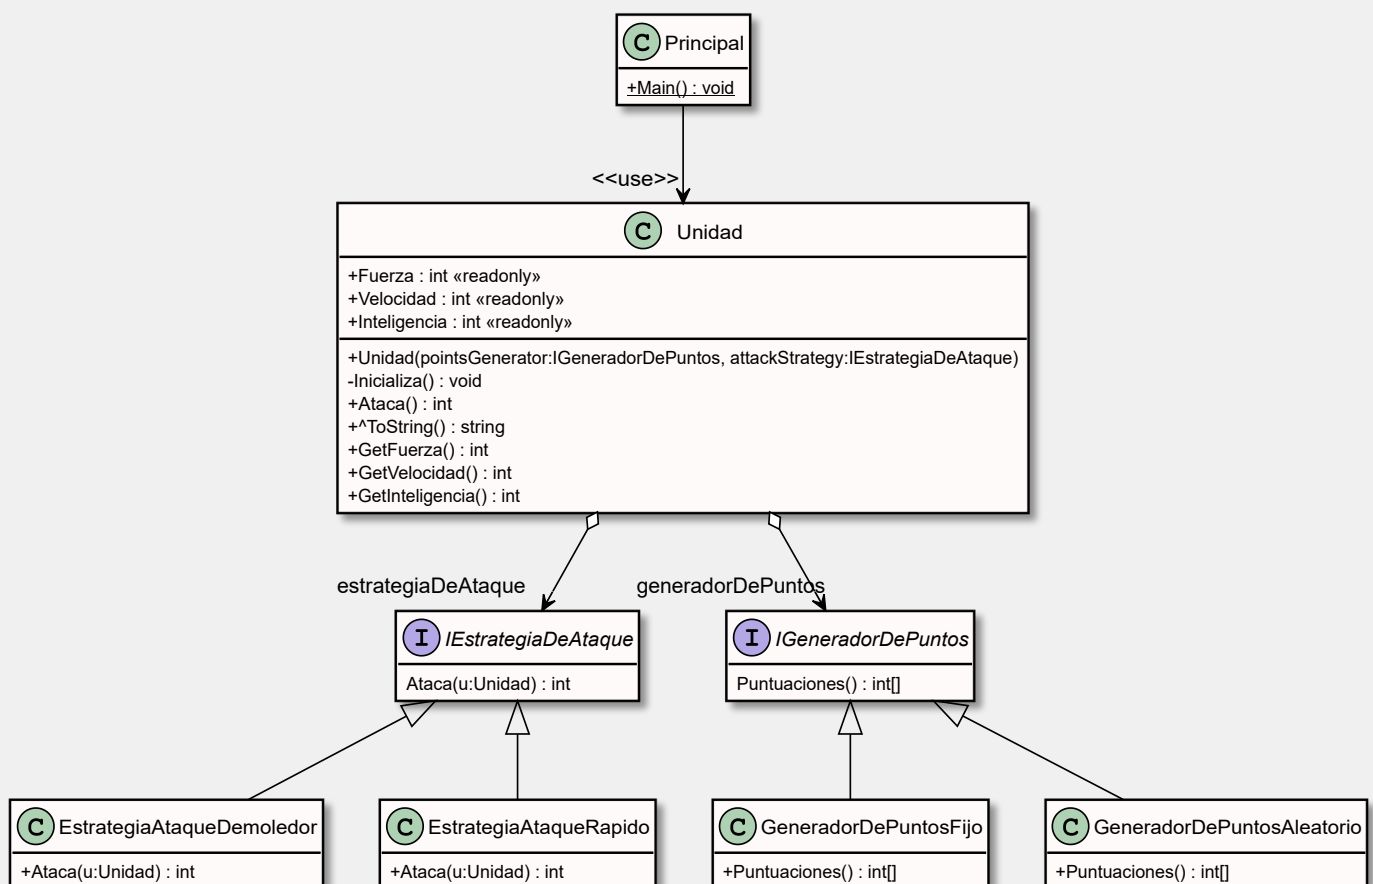 C Principal
+Main() : void
<<use>>
C Unidad
+Fuerza : int «readonly»
+Velocidad : int «readonly»
+Inteligencia : int «readonly»
+Unidad(pointsGenerator:IGeneradorDePuntos, attackStrategy:IEstrategiaDeAtaque)
-Inicializa() : void
+Ataca() : int
+^ToString() : string
+GetFuerza() : int
+GetVelocidad() : int
+GetInteligencia() : int
estrategiaDeAtaque
generadorDePuntos
I IEstrategiaDeAtaque
Ataca(u:Unidad) : int
I IGeneradorDePuntos
Puntuaciones() : int[]
C EstrategiaAtaqueDemoledor
+Ataca(u:Unidad) : int
C EstrategiaAtaqueRapido
+Ataca(u:Unidad) : int
C GeneradorDePuntosFijo
+Puntuaciones() : int[]
C GeneradorDePuntosAleatorio
+Puntuaciones() : int[]